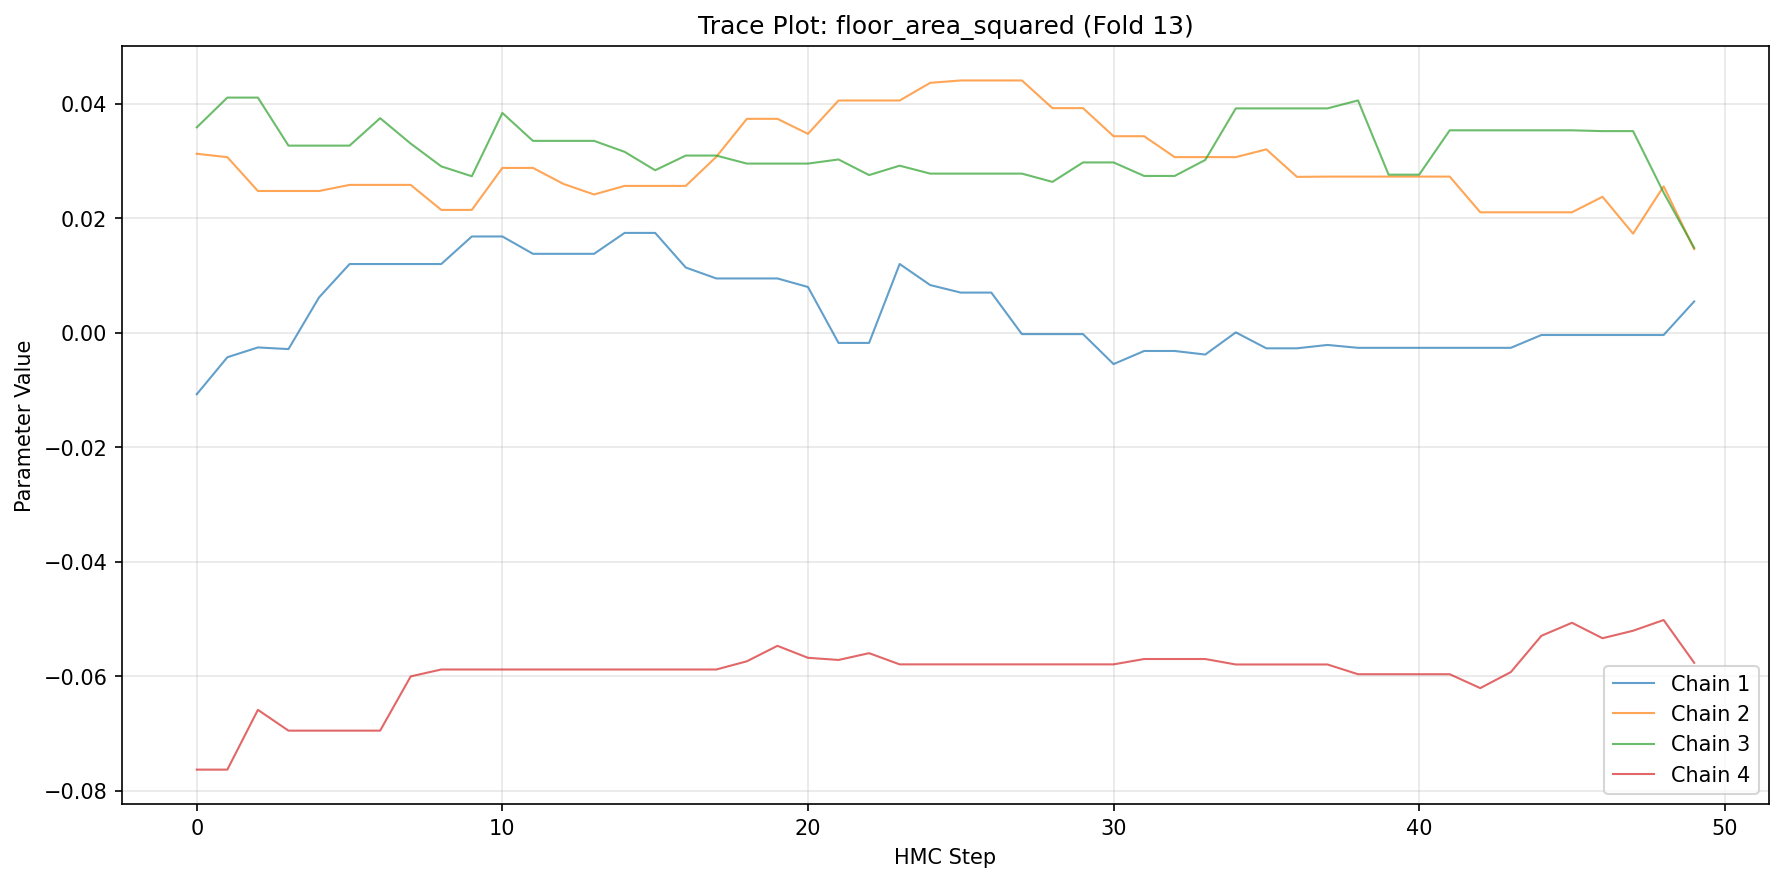 Trace Plot: floor_area_squared (Fold 13)
Parameter Value
0.04
0.02
0.00
−0.02
−0.04
−0.06
−0.08
0 10 20 30 40 50
HMC Step
Chain 1
Chain 2
Chain 3
Chain 4